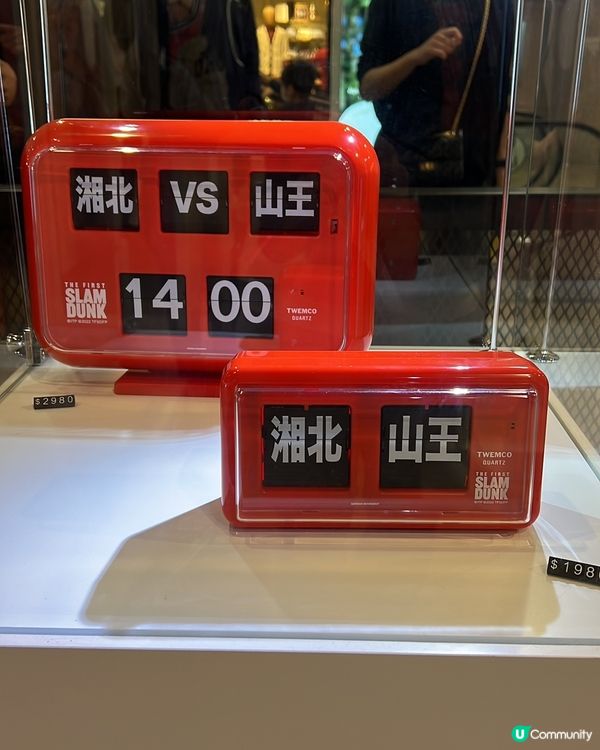 湘北 VS 山王
14 00
THE FIRST
SLAM
DUNK
TWEMCO
QUARTZ
$2980
湘北 山王
TWEMCO
QUARTZ
THE FIRST
SLAM
DUNK
$198
U Community